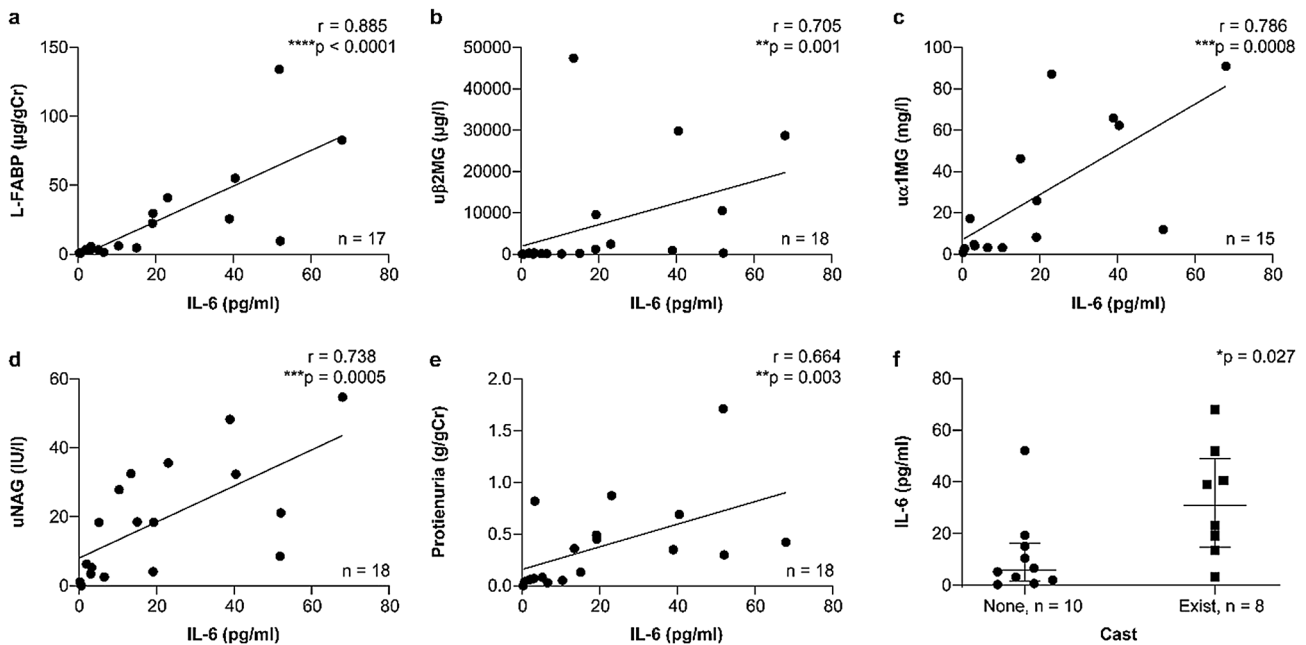 a
r = 0.885
****p < 0.0001
L-FABP (µg/gCr)
150
100
50
0
0 20 40 60 80
n = 17
IL-6 (pg/ml)
b
r = 0.705
**p = 0.001
uβ2MG (µg/l)
50000
40000
30000
20000
10000
0
0 20 40 60 80
n = 18
IL-6 (pg/ml)
c
r = 0.786
***p = 0.0008
uα1MG (mg/l)
100
80
60
40
20
0
0 20 40 60 80
n = 15
IL-6 (pg/ml)
d
r = 0.738
***p = 0.0005
uNAG (IU/l)
60
40
20
0
0 20 40 60 80
n = 18
IL-6 (pg/ml)
e
r = 0.664
**p = 0.003
Protienuria (g/gCr)
2.0
1.5
1.0
0.5
0.0
0 20 40 60 80
n = 18
IL-6 (pg/ml)
f
*p = 0.027
IL-6 (pg/ml)
80
60
40
20
0
None, n = 10 Exist, n = 8
Cast